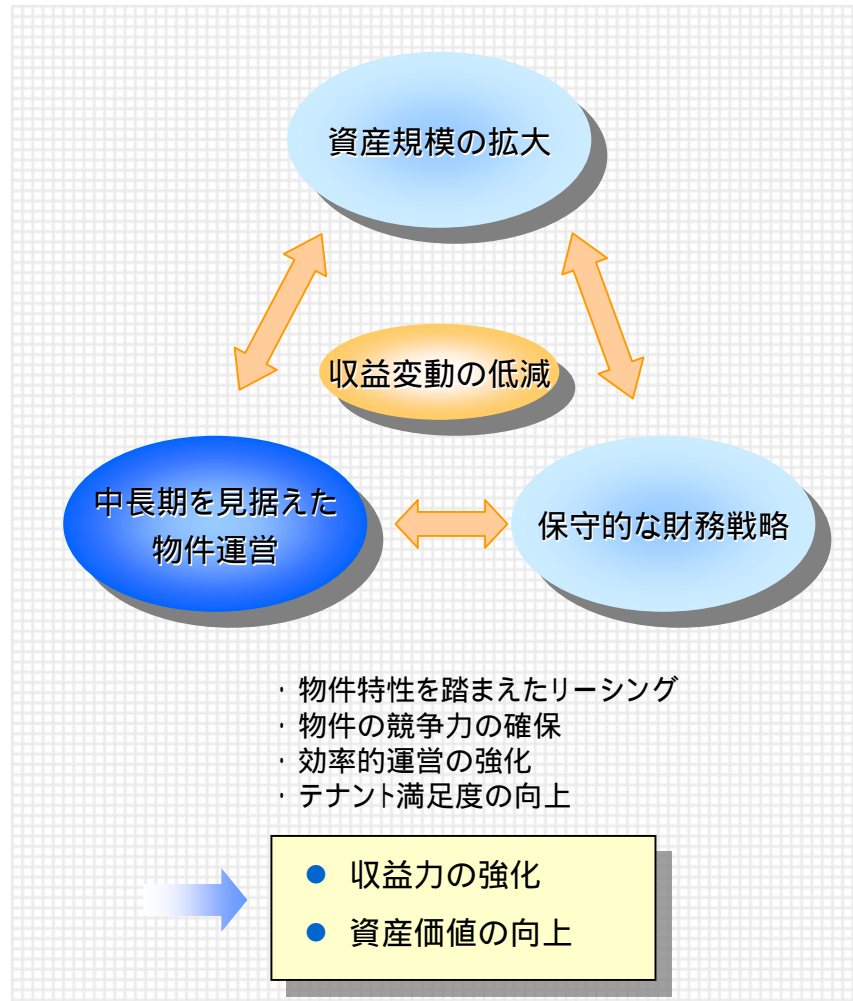 資産規模の拡大
収益変動の低減
中長期を見据えた
物件運営
保守的な財務戦略
・物件特性を踏まえたリーシング
・物件の競争力の確保
・効率的運営の強化
・テナント満足度の向上
● 収益力の強化
● 資産価値の向上